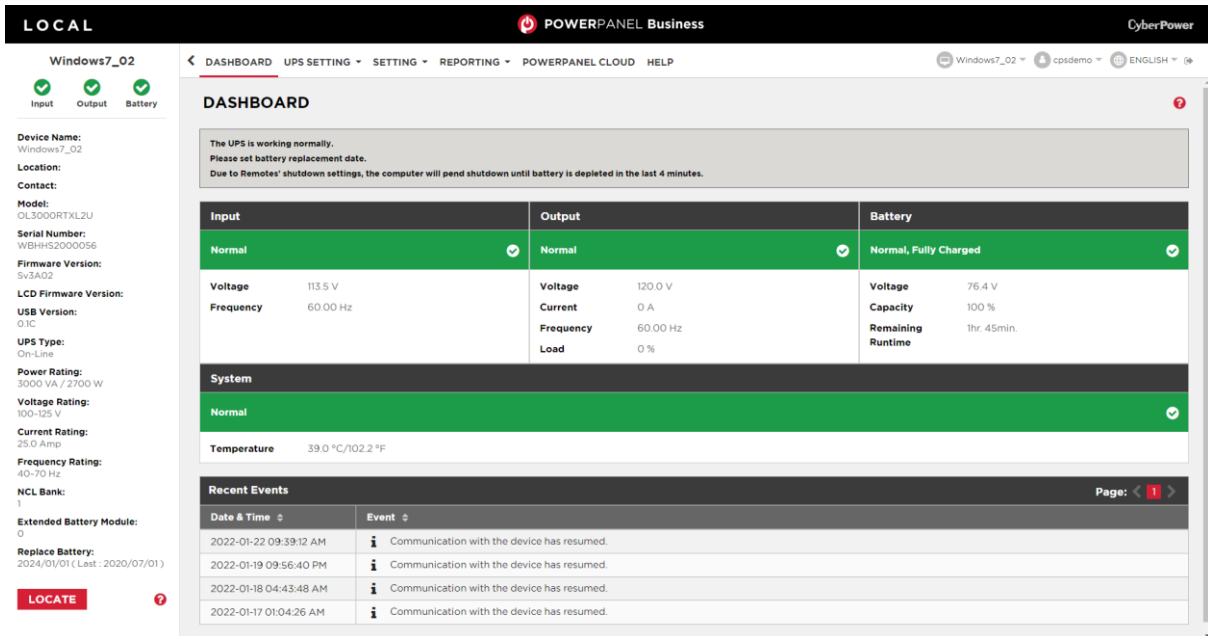 LOCAL
POWERPANEL Business
CyberPower
Windows7_02
Input Output Battery
Device Name:
Windows7_02
Location:
Contact:
Model:
OL3000RTXL2U
Serial Number:
WBHHS2000056
Firmware Version:
Sv3A02
LCD Firmware Version:
USB Version:
0.1C
UPS Type:
On-Line
Power Rating:
3000 VA / 2700 W
Voltage Rating:
100-125 V
Current Rating:
25.0 Amp
Frequency Rating:
40-70 Hz
NCL Bank:
1
Extended Battery Module:
0
Replace Battery:
2024/01/01 ( Last : 2020/07/01 )
LOCATE ?
DASHBOARD UPS SETTING SETTING REPORTING POWERPANEL CLOUD HELP Windows7_02 cpsdemo ENGLISH
DASHBOARD ?
The UPS is working normally.
Please set battery replacement date.
Due to Remotes' shutdown settings, the computer will pend shutdown until battery is depleted in the last 4 minutes.
Input Output Battery
Normal Normal Normal, Fully Charged
Voltage 113.5 V Voltage 120.0 V Voltage 76.4 V
Frequency 60.00 Hz Current 0 A Capacity 100 %
Frequency 60.00 Hz Remaining Runtime 1hr. 45min.
Load 0 %
System
Normal
Temperature 39.0 °C/102.2 °F
Recent Events Page: < 1 >
Date & Time Event
2022-01-22 09:39:12 AM i Communication with the device has resumed.
2022-01-19 09:56:40 PM i Communication with the device has resumed.
2022-01-18 04:43:48 AM i Communication with the device has resumed.
2022-01-17 01:04:26 AM i Communication with the device has resumed.